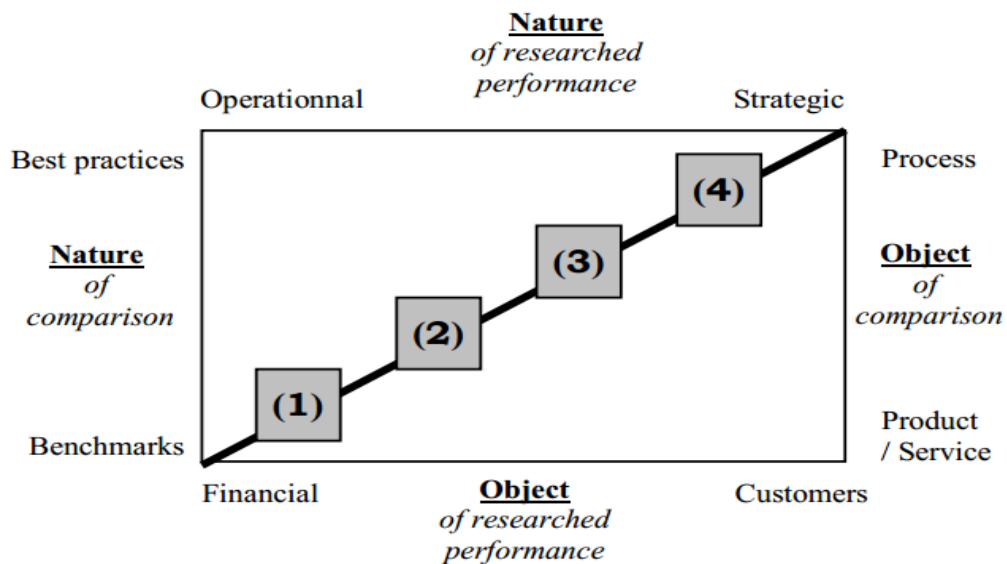 Nature
of researched
performance
Operationnal
Strategic
Best practices
Process
(4)
Nature
of
comparison
(3)
Object
of
comparison
(2)
(1)
Benchmarks
Product
/ Service
Financial
Object
of researched
performance
Customers